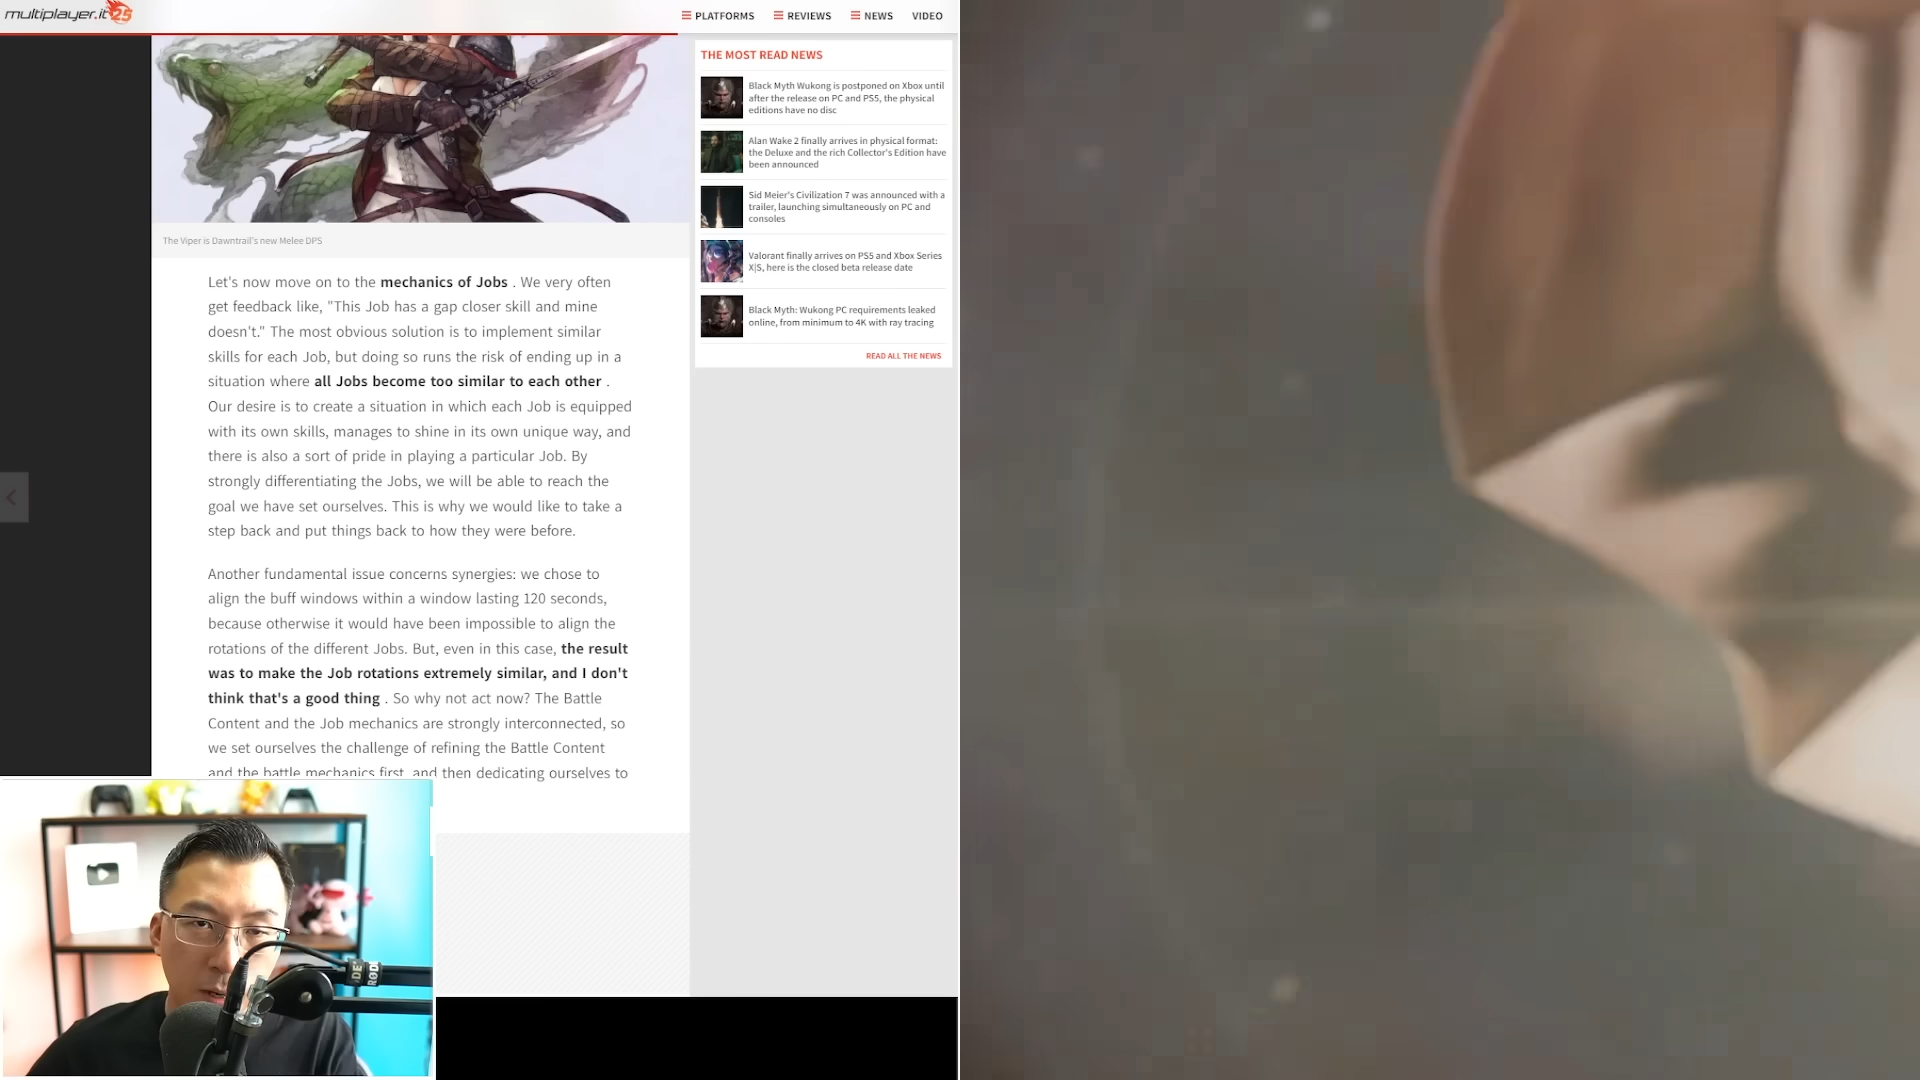 multiplayer.it 25
PLATFORMS
REVIEWS
NEWS
VIDEO
The Viper is Dawntrail's new Melee DPS
Let's now move on to the mechanics of Jobs . We very often
get feedback like, "This Job has a gap closer skill and mine
doesn't." The most obvious solution is to implement similar
skills for each Job, but doing so runs the risk of ending up in a
situation where all Jobs become too similar to each other .
Our desire is to create a situation in which each Job is equipped
with its own skills, manages to shine in its own unique way, and
there is also a sort of pride in playing a particular Job. By
strongly differentiating the Jobs, we will be able to reach the
goal we have set ourselves. This is why we would like to take a
step back and put things back to how they were before.
Another fundamental issue concerns synergies: we chose to
align the buff windows within a window lasting 120 seconds,
because otherwise it would have been impossible to align the
rotations of the different Jobs. But, even in this case, the result
was to make the Job rotations extremely similar, and I don't
think that's a good thing . So why not act now? The Battle
Content and the Job mechanics are strongly interconnected, so
we set ourselves the challenge of refining the Battle Content
and the battle mechanics first, and then dedicating ourselves to
THE MOST READ NEWS
Black Myth Wukong is postponed on Xbox until
after the release on PC and PS5, the physical
editions have no disc
Alan Wake 2 finally arrives in physical format:
the Deluxe and the rich Collector's Edition have
been announced
Sid Meier's Civilization 7 was announced with a
trailer, launching simultaneously on PC and
consoles
Valorant finally arrives on PS5 and Xbox Series
X|S, here is the closed beta release date
Black Myth: Wukong PC requirements leaked
online, from minimum to 4K with ray tracing
READ ALL THE NEWS
RØDE